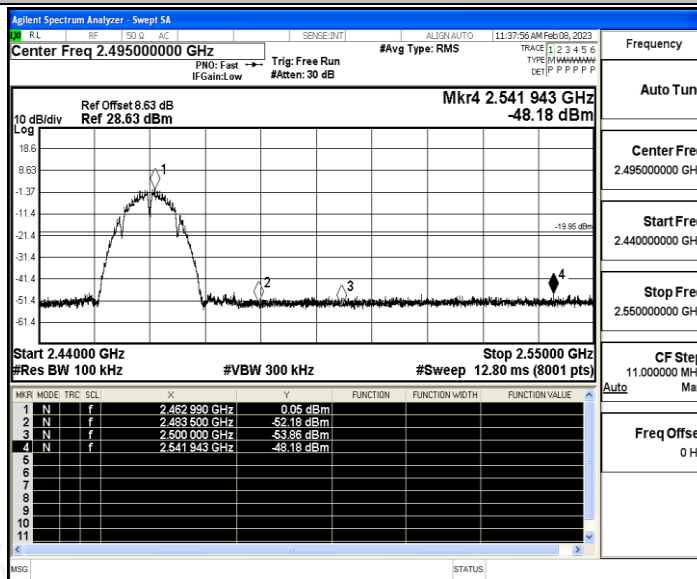 Agilent Spectrum Analyzer - Swept SA
RL RF 50 Ω AC SENSE:INT ALIGN AUTO 11:37:56 AM Feb 08, 2023
Center Freq 2.495000000 GHz
PNO: Fast
IFGain:Low
Trig: Free Run
#Atten: 30 dB
#Avg Type: RMS
TRACE 1 2 3 4 5 6
TYPE M
DET P P P P P P
Ref Offset 8.63 dB
10 dB/div Ref 28.63 dBm
Log
Mkr4 2.541 943 GHz
-48.18 dBm
18.6
8.63
-1.37
-11.4
-21.4
-31.4
-41.4
-51.4
-61.4
1
2
3
4
-19.95 dBm
Start 2.44000 GHz Stop 2.55000 GHz
#Res BW 100 kHz #VBW 300 kHz #Sweep 12.80 ms (8001 pts)
MKR MODE TRC SCL X Y FUNCTION FUNCTION WIDTH FUNCTION VALUE
1 N f 2.462 990 GHz 0.05 dBm
2 N f 2.483 500 GHz -52.18 dBm
3 N f 2.500 000 GHz -53.86 dBm
4 N f 2.541 943 GHz -48.18 dBm
5
6
7
8
9
10
11
MSG STATUS
Frequency
Auto Tun
Center Fre
2.495000000 GH
Start Fre
2.440000000 GH
Stop Fre
2.550000000 GH
CF Ste
11.000000 MH
Auto Ma
Freq Offse
0 H